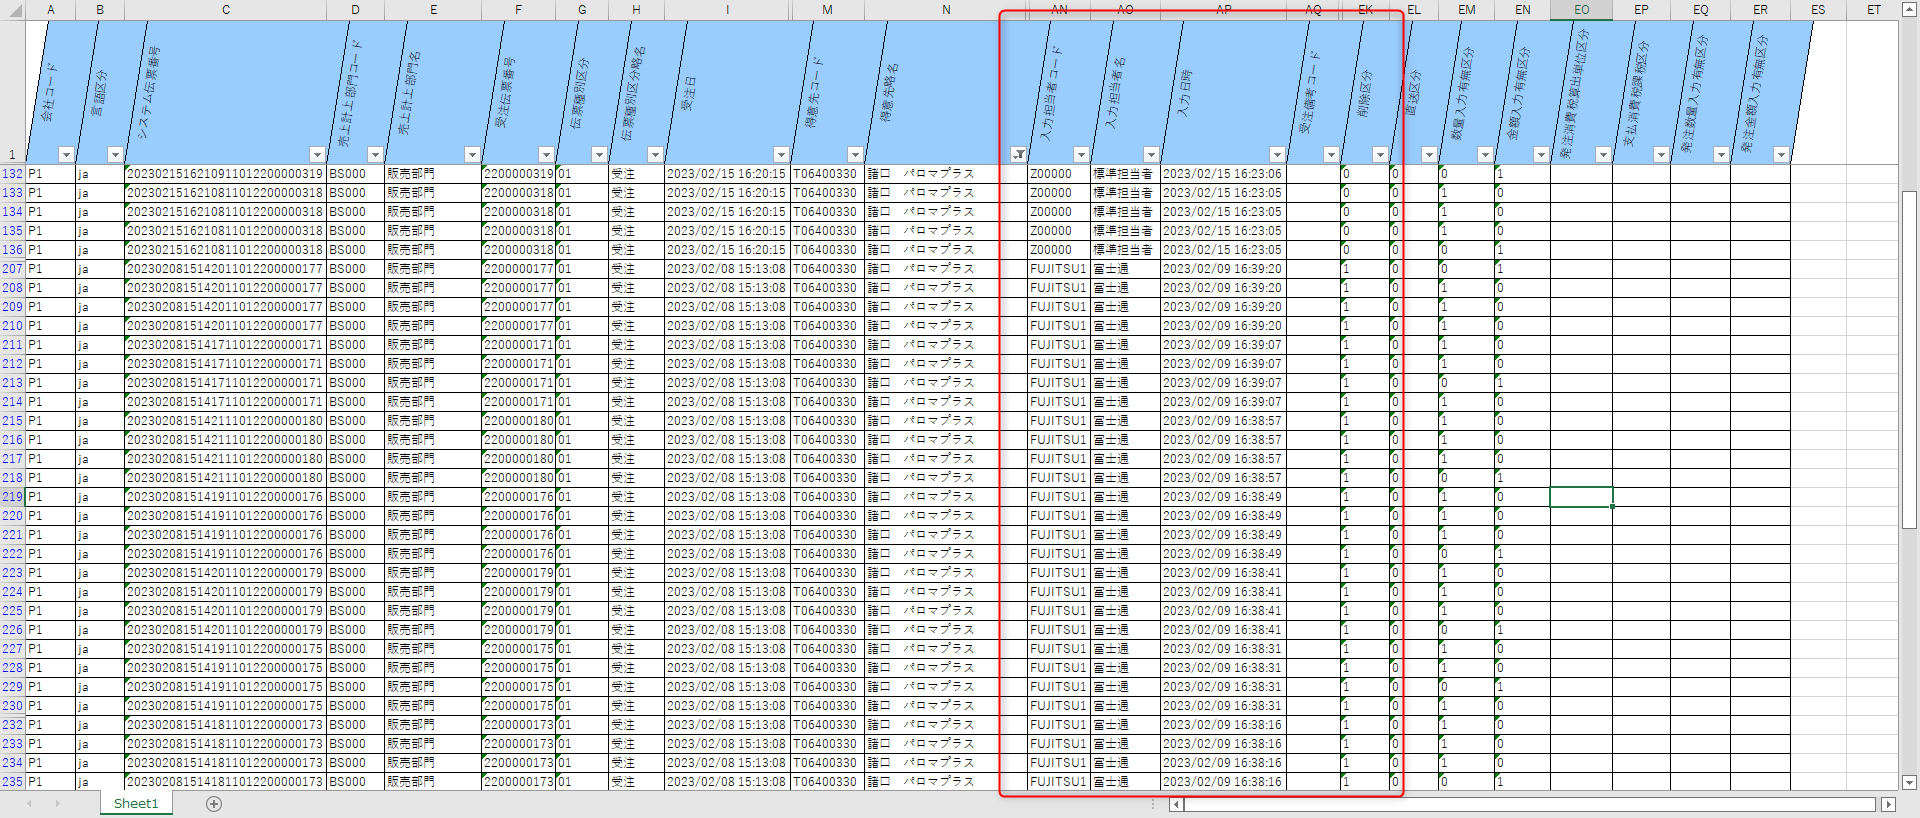 A B C D E F G H I M N AN AO AP AQ EK EL EM EN EO EP EQ ER ES ET
1 会社コード 言語区分 システム伝票番号 売上計上部門コード 売上計上部門名 受注伝票番号 伝票種別区分 伝票種別区分略名 受注日 得意先コード 得意先略名 入力担当者コード 入力担当者名 入力日時 受注備考コード 削除区分 直送区分 数量入力有無区分 金額入力有無区分 発注消費税算出単位区分 支払消費税課税区分 発注数量入力有無区分 発注金額入力有無区分
132 P1 ja 2023021516210911012200000319 BS000 販売部門 2200000319 01 受注 2023/02/15 16:20:15 T06400330 諸口　パロマプラス Z00000 標準担当者 2023/02/15 16:23:06 0 0 0 1
133 P1 ja 2023021516210811012200000318 BS000 販売部門 2200000318 01 受注 2023/02/15 16:20:15 T06400330 諸口　パロマプラス Z00000 標準担当者 2023/02/15 16:23:05 0 0 1 0
134 P1 ja 2023021516210811012200000318 BS000 販売部門 2200000318 01 受注 2023/02/15 16:20:15 T06400330 諸口　パロマプラス Z00000 標準担当者 2023/02/15 16:23:05 0 0 1 0
135 P1 ja 2023021516210811012200000318 BS000 販売部門 2200000318 01 受注 2023/02/15 16:20:15 T06400330 諸口　パロマプラス Z00000 標準担当者 2023/02/15 16:23:05 0 0 1 0
136 P1 ja 2023021516210811012200000318 BS000 販売部門 2200000318 01 受注 2023/02/15 16:20:15 T06400330 諸口　パロマプラス Z00000 標準担当者 2023/02/15 16:23:05 0 0 0 1
207 P1 ja 2023020815142011012200000177 BS000 販売部門 2200000177 01 受注 2023/02/08 15:13:08 T06400330 諸口　パロマプラス FUJITSU1 富士通 2023/02/09 16:39:20 1 0 0 1
208 P1 ja 2023020815142011012200000177 BS000 販売部門 2200000177 01 受注 2023/02/08 15:13:08 T06400330 諸口　パロマプラス FUJITSU1 富士通 2023/02/09 16:39:20 1 0 1 0
209 P1 ja 2023020815142011012200000177 BS000 販売部門 2200000177 01 受注 2023/02/08 15:13:08 T06400330 諸口　パロマプラス FUJITSU1 富士通 2023/02/09 16:39:20 1 0 1 0
210 P1 ja 2023020815142011012200000177 BS000 販売部門 2200000177 01 受注 2023/02/08 15:13:08 T06400330 諸口　パロマプラス FUJITSU1 富士通 2023/02/09 16:39:20 1 0 1 0
211 P1 ja 2023020815141711012200000171 BS000 販売部門 2200000171 01 受注 2023/02/08 15:13:08 T06400330 諸口　パロマプラス FUJITSU1 富士通 2023/02/09 16:39:07 1 0 1 0
212 P1 ja 2023020815141711012200000171 BS000 販売部門 2200000171 01 受注 2023/02/08 15:13:08 T06400330 諸口　パロマプラス FUJITSU1 富士通 2023/02/09 16:39:07 1 0 1 0
213 P1 ja 2023020815141711012200000171 BS000 販売部門 2200000171 01 受注 2023/02/08 15:13:08 T06400330 諸口　パロマプラス FUJITSU1 富士通 2023/02/09 16:39:07 1 0 0 1
214 P1 ja 2023020815141711012200000171 BS000 販売部門 2200000171 01 受注 2023/02/08 15:13:08 T06400330 諸口　パロマプラス FUJITSU1 富士通 2023/02/09 16:39:07 1 0 1 0
215 P1 ja 2023020815142111012200000180 BS000 販売部門 2200000180 01 受注 2023/02/08 15:13:08 T06400330 諸口　パロマプラス FUJITSU1 富士通 2023/02/09 16:38:57 1 0 1 0
216 P1 ja 2023020815142111012200000180 BS000 販売部門 2200000180 01 受注 2023/02/08 15:13:08 T06400330 諸口　パロマプラス FUJITSU1 富士通 2023/02/09 16:38:57 1 0 1 0
217 P1 ja 2023020815142111012200000180 BS000 販売部門 2200000180 01 受注 2023/02/08 15:13:08 T06400330 諸口　パロマプラス FUJITSU1 富士通 2023/02/09 16:38:57 1 0 1 0
218 P1 ja 2023020815142111012200000180 BS000 販売部門 2200000180 01 受注 2023/02/08 15:13:08 T06400330 諸口　パロマプラス FUJITSU1 富士通 2023/02/09 16:38:57 1 0 0 1
219 P1 ja 2023020815141911012200000176 BS000 販売部門 2200000176 01 受注 2023/02/08 15:13:08 T06400330 諸口　パロマプラス FUJITSU1 富士通 2023/02/09 16:38:49 1 0 1 0
220 P1 ja 2023020815141911012200000176 BS000 販売部門 2200000176 01 受注 2023/02/08 15:13:08 T06400330 諸口　パロマプラス FUJITSU1 富士通 2023/02/09 16:38:49 1 0 1 0
221 P1 ja 2023020815141911012200000176 BS000 販売部門 2200000176 01 受注 2023/02/08 15:13:08 T06400330 諸口　パロマプラス FUJITSU1 富士通 2023/02/09 16:38:49 1 0 1 0
222 P1 ja 2023020815141911012200000176 BS000 販売部門 2200000176 01 受注 2023/02/08 15:13:08 T06400330 諸口　パロマプラス FUJITSU1 富士通 2023/02/09 16:38:49 1 0 0 1
223 P1 ja 2023020815142011012200000179 BS000 販売部門 2200000179 01 受注 2023/02/08 15:13:08 T06400330 諸口　パロマプラス FUJITSU1 富士通 2023/02/09 16:38:41 1 0 1 0
224 P1 ja 2023020815142011012200000179 BS000 販売部門 2200000179 01 受注 2023/02/08 15:13:08 T06400330 諸口　パロマプラス FUJITSU1 富士通 2023/02/09 16:38:41 1 0 1 0
225 P1 ja 2023020815142011012200000179 BS000 販売部門 2200000179 01 受注 2023/02/08 15:13:08 T06400330 諸口　パロマプラス FUJITSU1 富士通 2023/02/09 16:38:41 1 0 1 0
226 P1 ja 2023020815142011012200000179 BS000 販売部門 2200000179 01 受注 2023/02/08 15:13:08 T06400330 諸口　パロマプラス FUJITSU1 富士通 2023/02/09 16:38:41 1 0 0 1
227 P1 ja 2023020815141911012200000175 BS000 販売部門 2200000175 01 受注 2023/02/08 15:13:08 T06400330 諸口　パロマプラス FUJITSU1 富士通 2023/02/09 16:38:31 1 0 1 0
228 P1 ja 2023020815141911012200000175 BS000 販売部門 2200000175 01 受注 2023/02/08 15:13:08 T06400330 諸口　パロマプラス FUJITSU1 富士通 2023/02/09 16:38:31 1 0 1 0
229 P1 ja 2023020815141911012200000175 BS000 販売部門 2200000175 01 受注 2023/02/08 15:13:08 T06400330 諸口　パロマプラス FUJITSU1 富士通 2023/02/09 16:38:31 1 0 0 1
230 P1 ja 2023020815141911012200000175 BS000 販売部門 2200000175 01 受注 2023/02/08 15:13:08 T06400330 諸口　パロマプラス FUJITSU1 富士通 2023/02/09 16:38:31 1 0 1 0
232 P1 ja 2023020815141811012200000173 BS000 販売部門 2200000173 01 受注 2023/02/08 15:13:08 T06400330 諸口　パロマプラス FUJITSU1 富士通 2023/02/09 16:38:16 1 0 1 0
233 P1 ja 2023020815141811012200000173 BS000 販売部門 2200000173 01 受注 2023/02/08 15:13:08 T06400330 諸口　パロマプラス FUJITSU1 富士通 2023/02/09 16:38:16 1 0 1 0
234 P1 ja 2023020815141811012200000173 BS000 販売部門 2200000173 01 受注 2023/02/08 15:13:08 T06400330 諸口　パロマプラス FUJITSU1 富士通 2023/02/09 16:38:16 1 0 1 0
235 P1 ja 2023020815141811012200000173 BS000 販売部門 2200000173 01 受注 2023/02/08 15:13:08 T06400330 諸口　パロマプラス FUJITSU1 富士通 2023/02/09 16:38:16 1 0 0 1
Sheet1